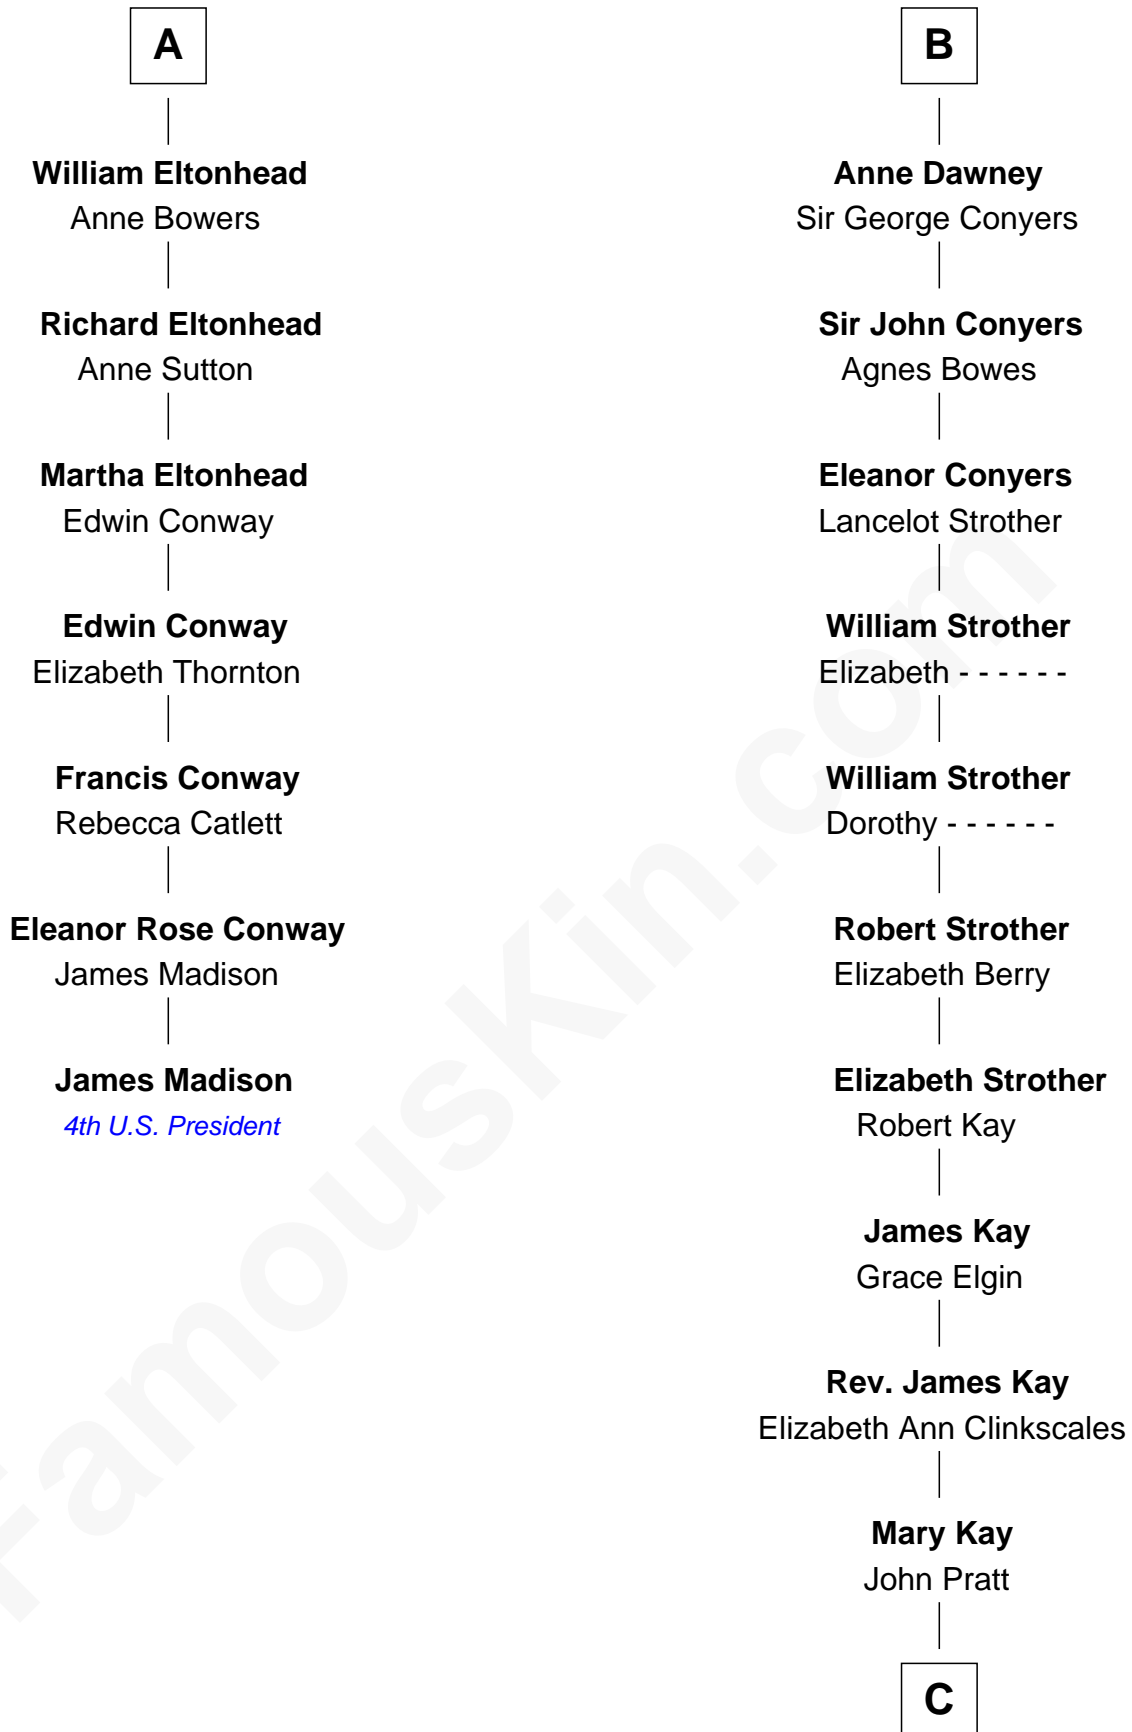 A
William Eltonhead
Anne Bowers
Richard Eltonhead
Anne Sutton
Martha Eltonhead
Edwin Conway
Edwin Conway
Elizabeth Thornton
Francis Conway
Rebecca Catlett
Eleanor Rose Conway
James Madison
James Madison
4th U.S. President
B
Anne Dawney
Sir George Conyers
Sir John Conyers
Agnes Bowes
Eleanor Conyers
Lancelot Strother
William Strother
Elizabeth - - - - - -
William Strother
Dorothy - - - - - -
Robert Strother
Elizabeth Berry
Elizabeth Strother
Robert Kay
James Kay
Grace Elgin
Rev. James Kay
Elizabeth Ann Clinkscales
Mary Kay
John Pratt
C
FamousKin.com